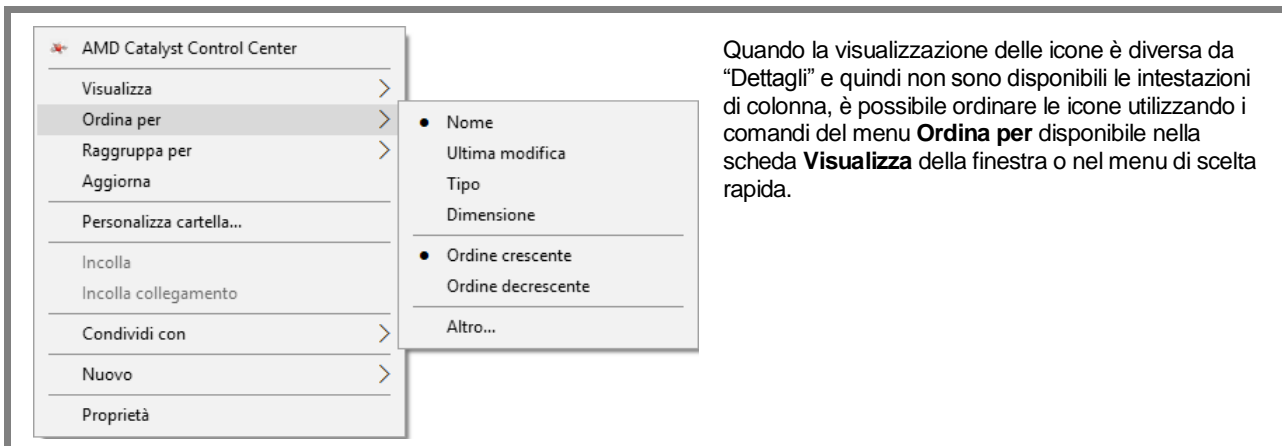 AMD Catalyst Control Center
Visualizza
Ordina per
Raggruppa per
Aggiorna
Personalizza cartella...
Incolla
Incolla collegamento
Condividi con
Nuovo
Proprietà
Nome
Ultima modifica
Tipo
Dimensione
Ordine crescente
Ordine decrescente
Altro...
Quando la visualizzazione delle icone è diversa da
“Dettagli” e quindi non sono disponibili le intestazioni
di colonna, è possibile ordinare le icone utilizzando i
comandi del menu Ordina per disponibile nella
scheda Visualizza della finestra o nel menu di scelta
rapida.